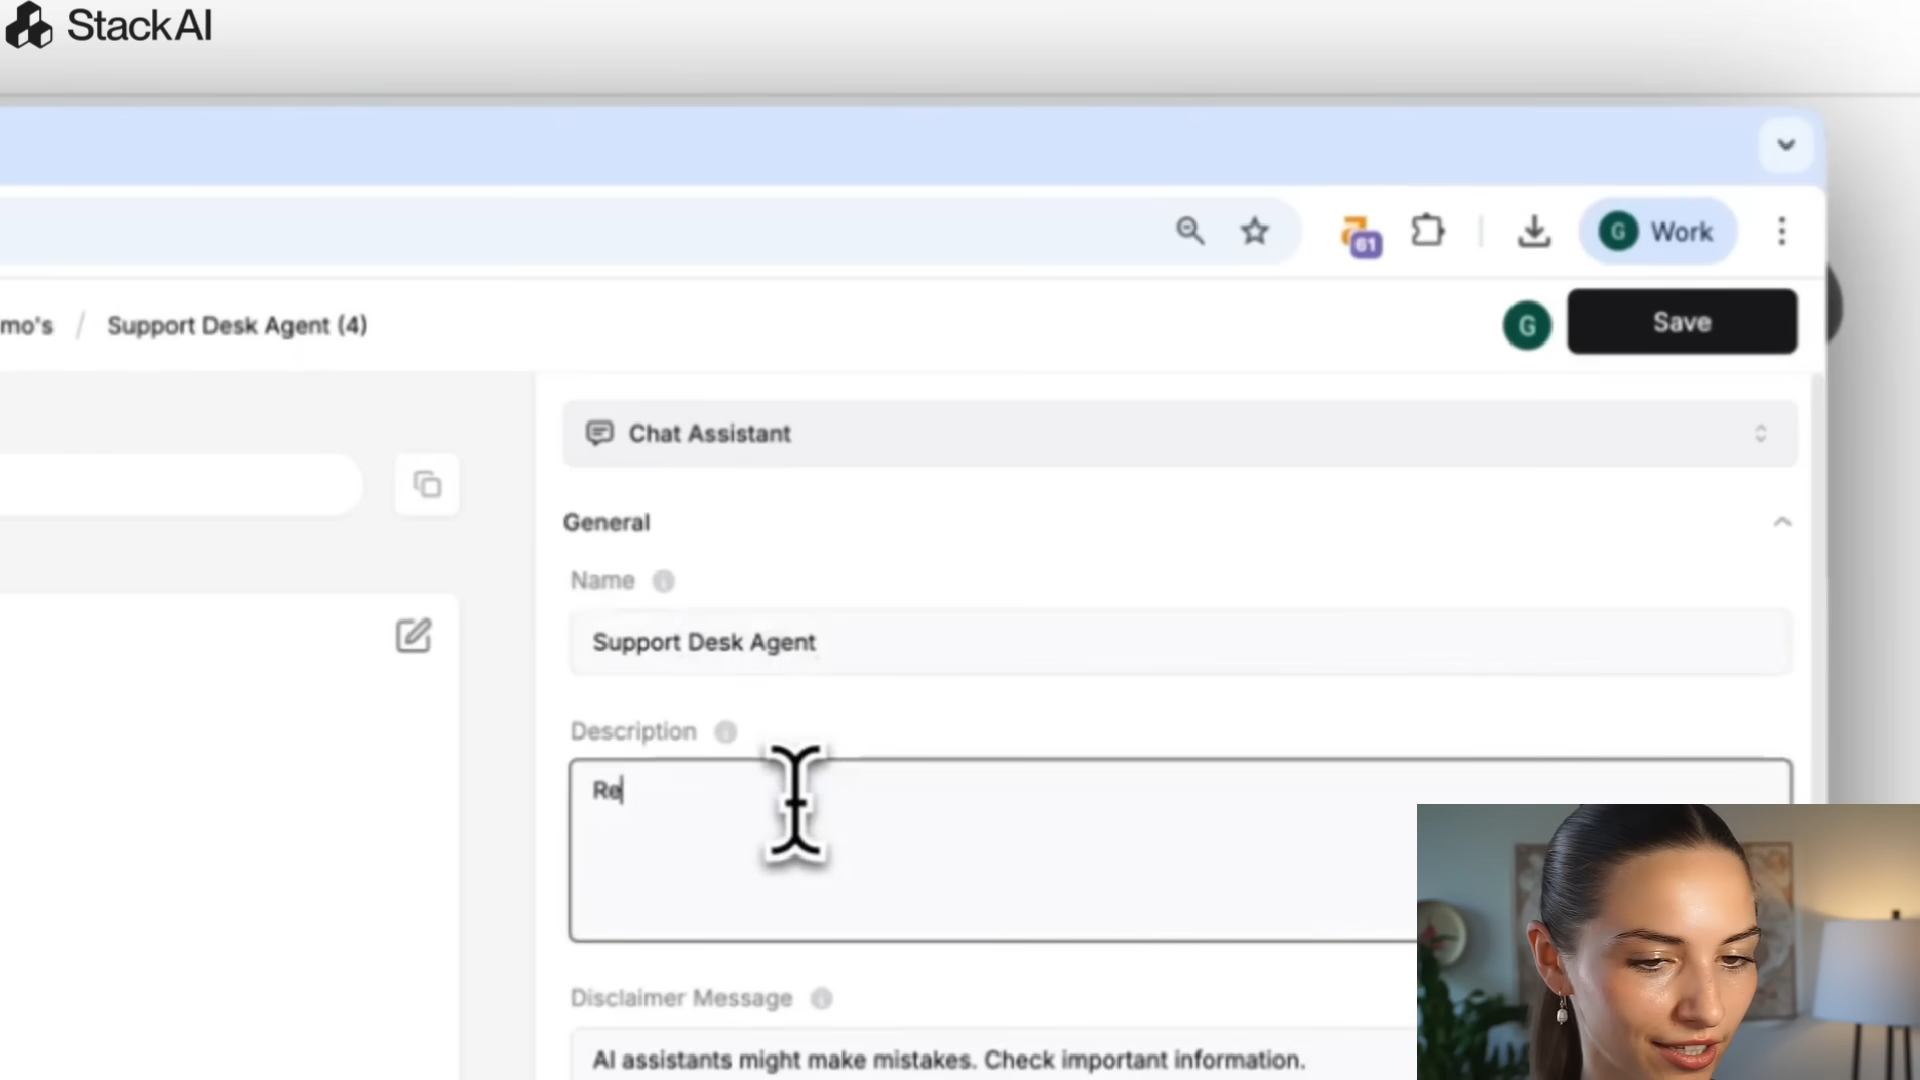 StackAI
61
G Work
mo's / Support Desk Agent (4)
G
Save
Chat Assistant
General
Name
Support Desk Agent
Description
Re
Disclaimer Message
AI assistants might make mistakes. Check important information.